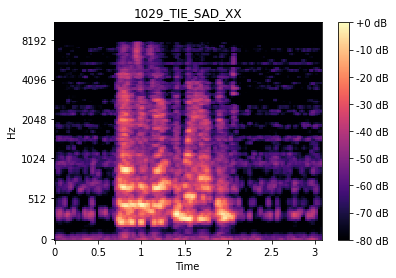 1029_TIE_SAD_XX
Hz
8192
4096
2048
1024
512
0
0
0.5
1
1.5
2
2.5
3
Time
+0 dB
-10 dB
-20 dB
-30 dB
-40 dB
-50 dB
-60 dB
-70 dB
-80 dB